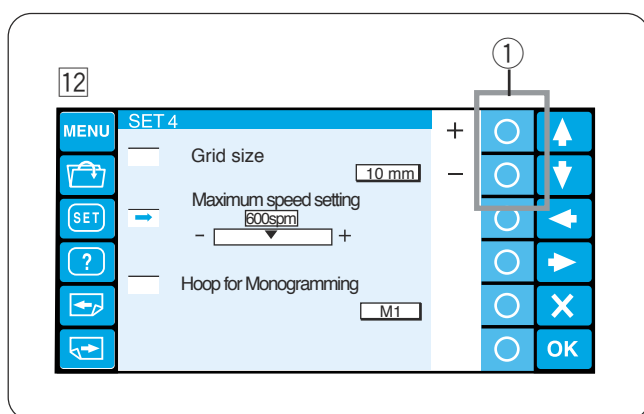 ①
12
MENU
SET 4
+
Grid size
10 mm
−
SET
Maximum speed setting
600spm
- +
?
Hoop for Monogramming
M1
X
OK